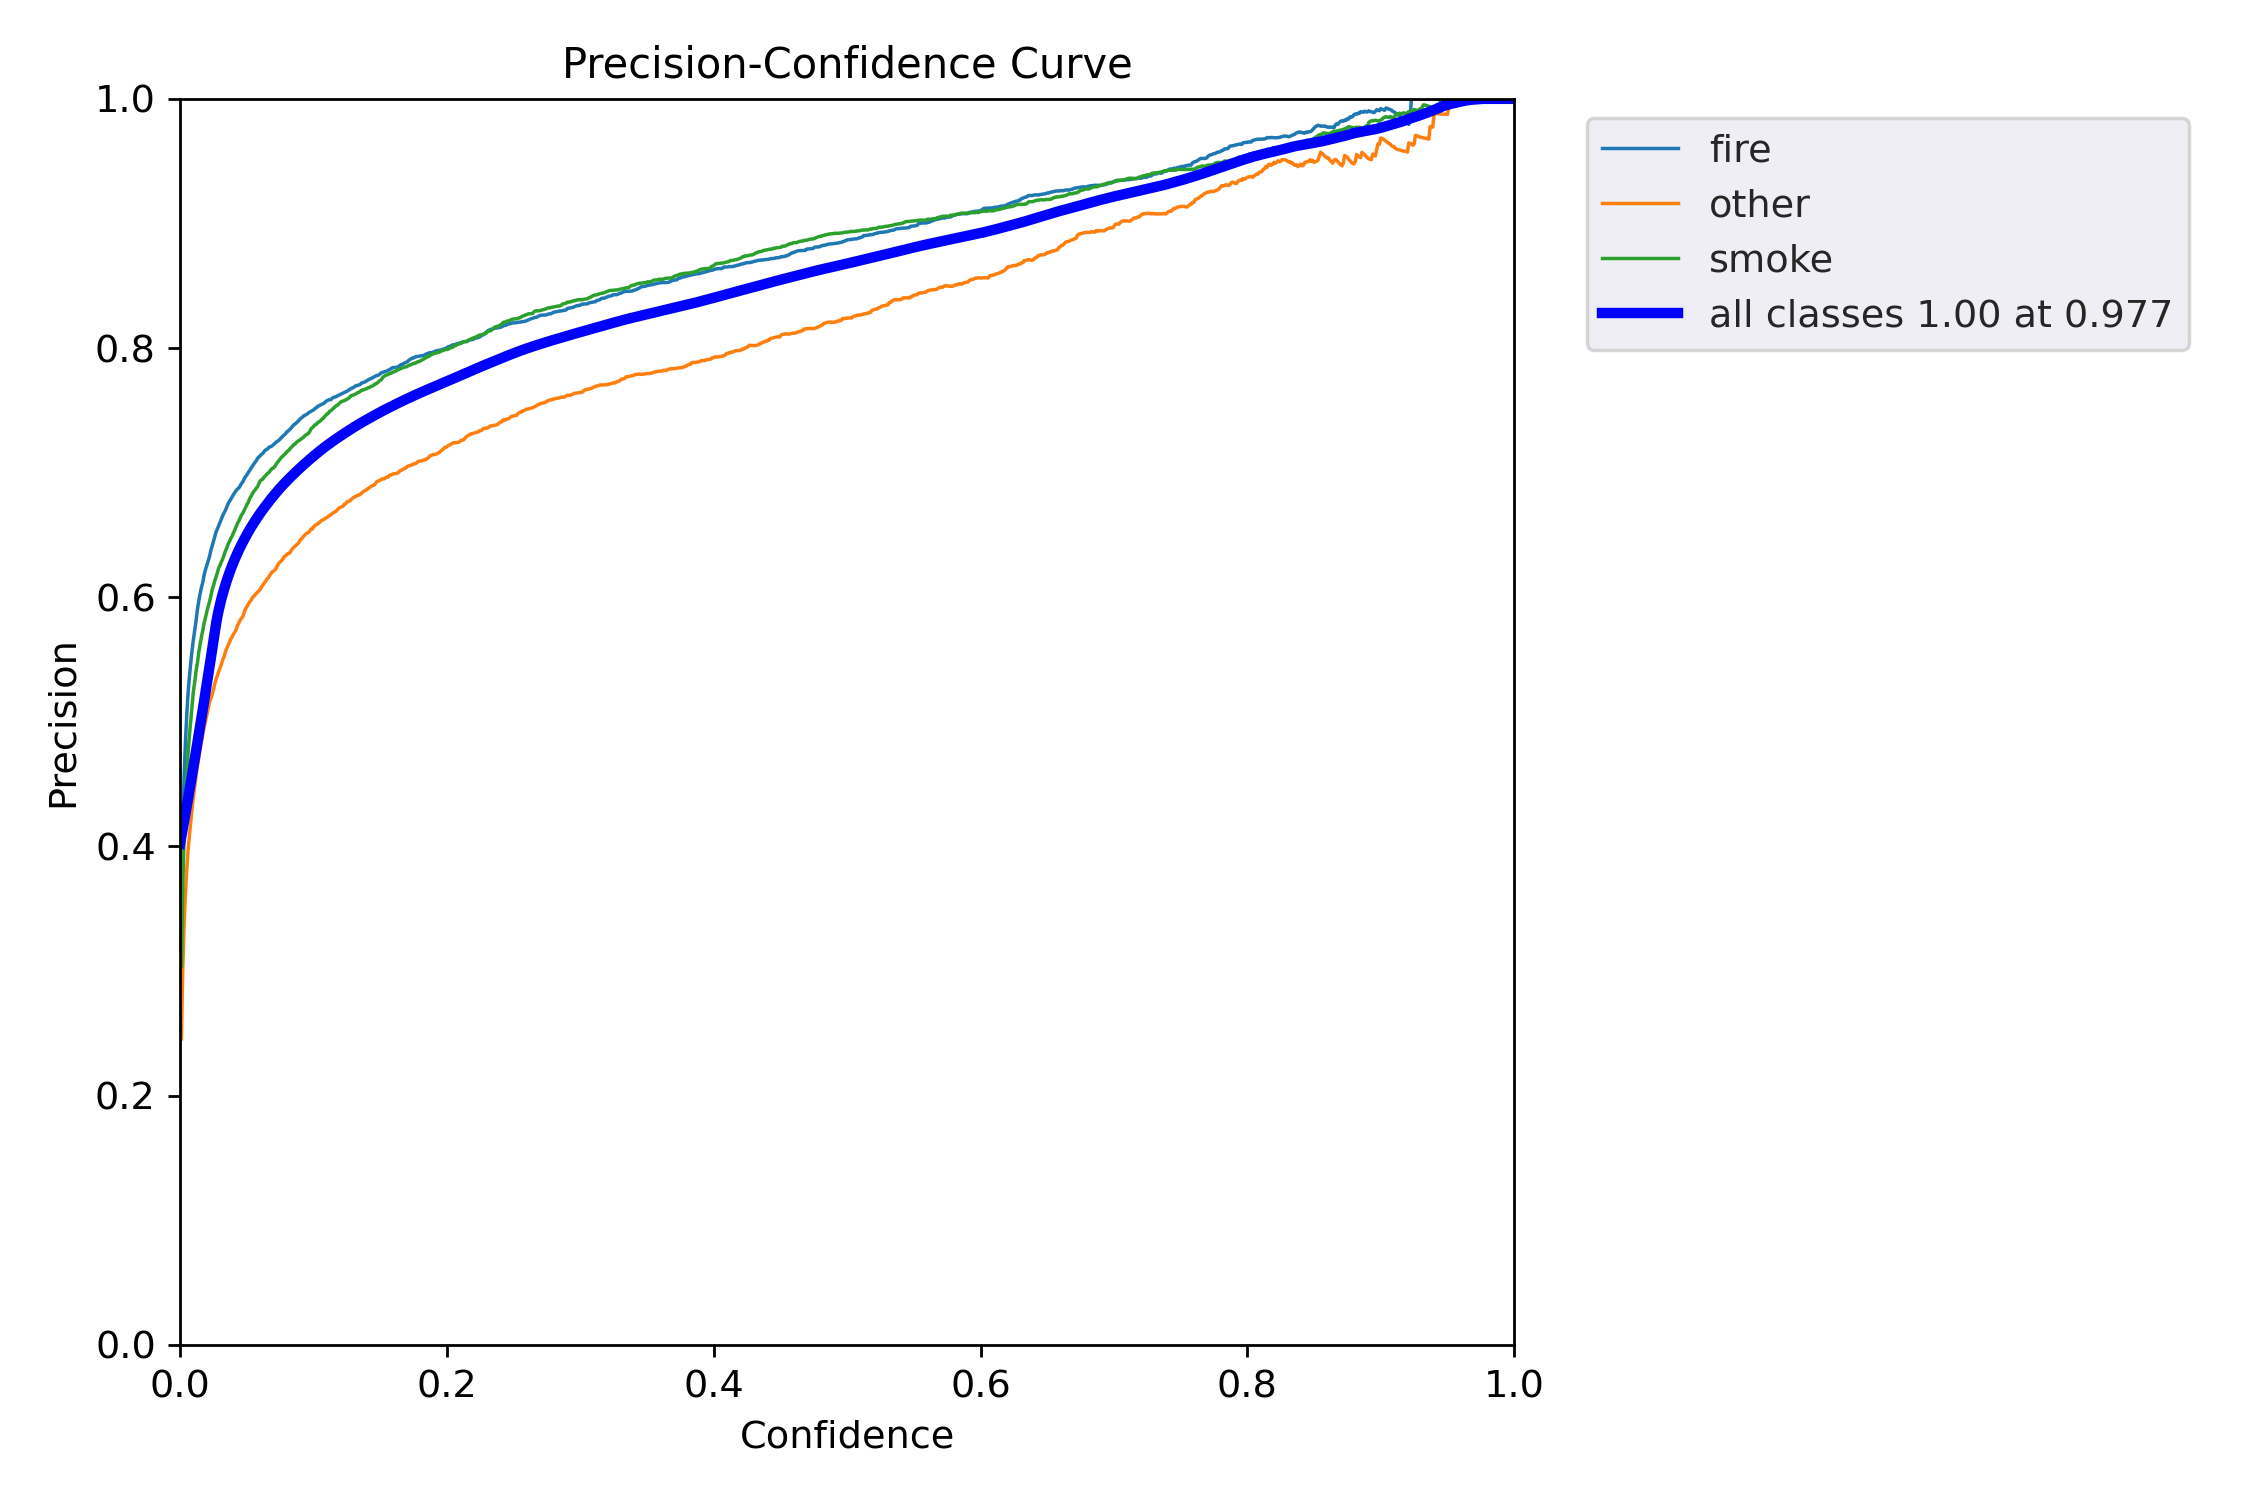 Precision-Confidence Curve
1.0
0.8
0.6
0.4
0.2
0.0
Precision
0.0 0.2 0.4 0.6 0.8 1.0
Confidence
fire
other
smoke
all classes 1.00 at 0.977